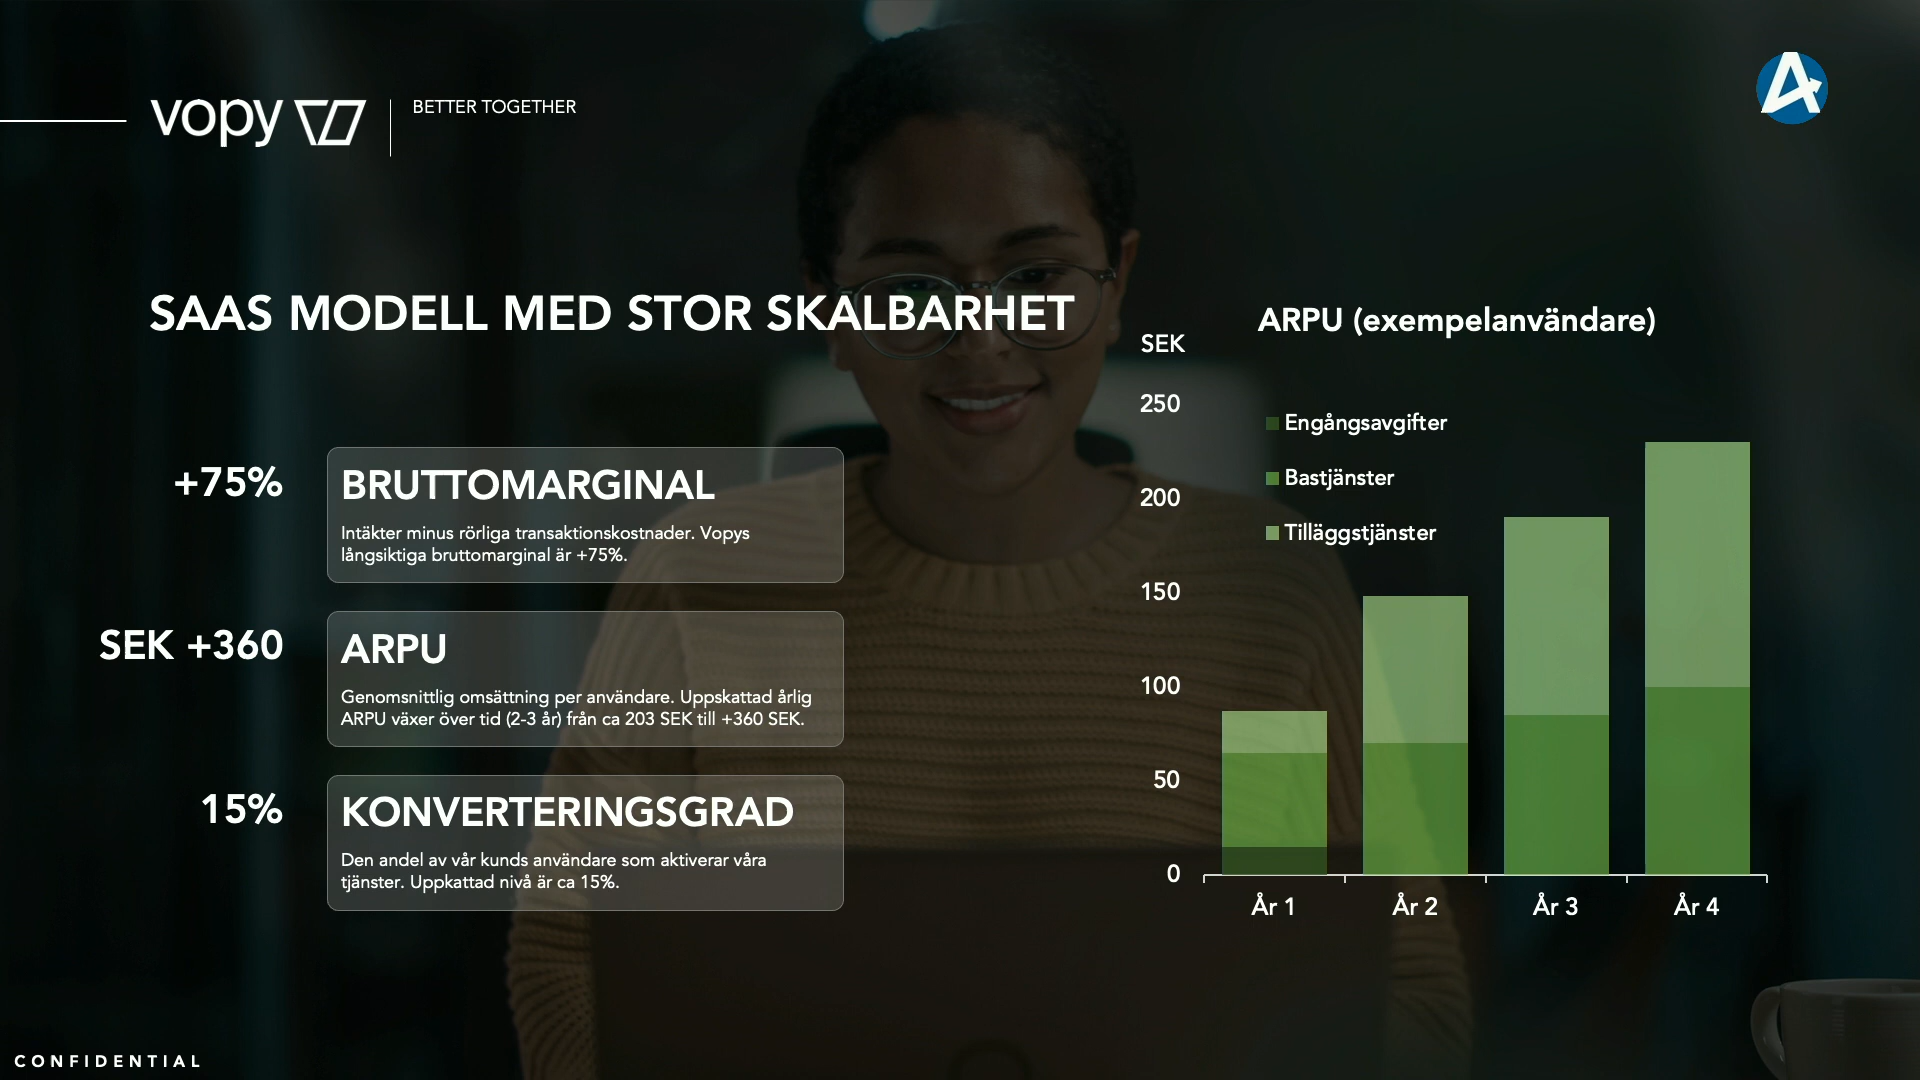 vopy
BETTER TOGETHER
SAAS MODELL MED STOR SKALBARHET
+75%
BRUTTOMARGINAL
Intäkter minus rörliga transaktionskostnader. Vopys
långsiktiga bruttomarginal är +75%.
SEK +360
ARPU
Genomsnittlig omsättning per användare. Uppskattad årlig
ARPU växer över tid (2-3 år) från ca 203 SEK till +360 SEK.
15%
KONVERTERINGSGRAD
Den andel av vår kunds användare som aktiverar våra
tjänster. Uppkattad nivå är ca 15%.
ARPU (exempelanvändare)
SEK
250
200
150
100
50
0
Engångsavgifter
Bastjänster
Tilläggstjänster
År 1
År 2
År 3
År 4
CONFIDENTIAL